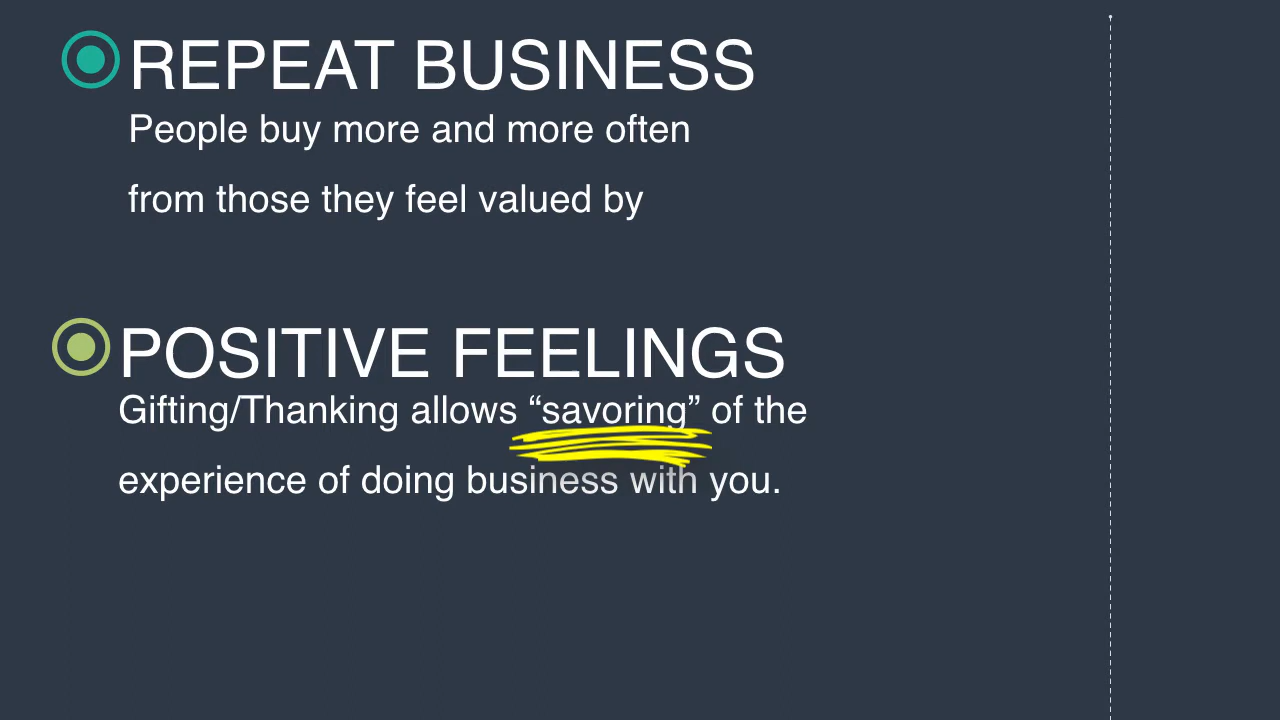 REPEAT BUSINESS
People buy more and more often
from those they feel valued by
POSITIVE FEELINGS
Gifting/Thanking allows “savoring” of the
experience of doing business with you.